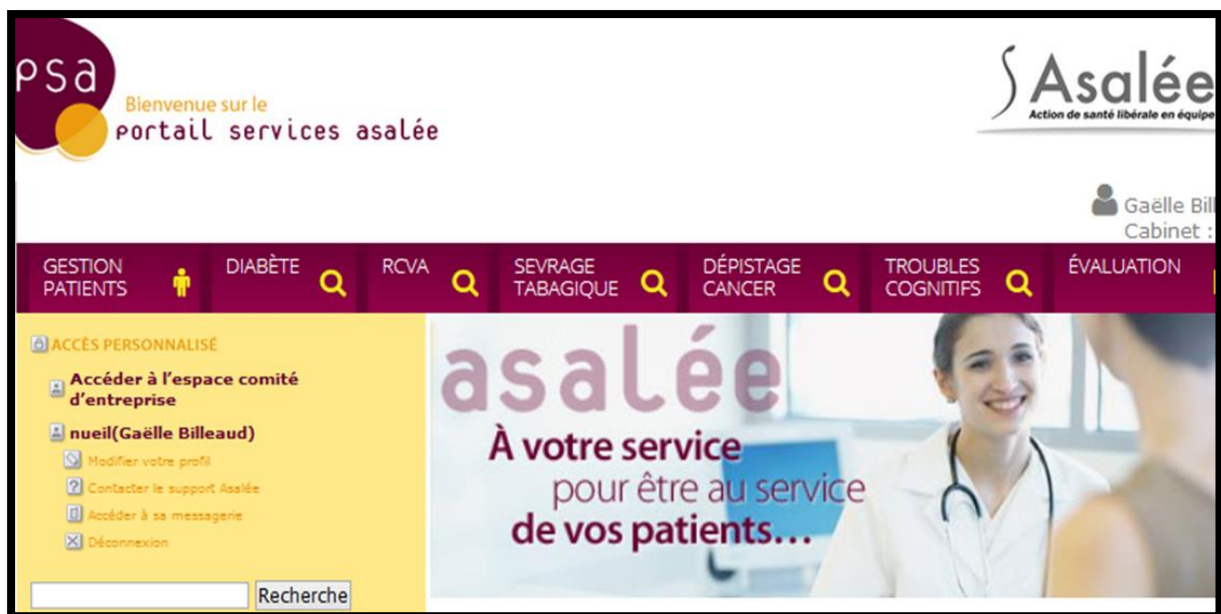 psa
Bienvenue sur le
portail services asalée
Asalée
Action de santé libérale en équipe
Gaëlle Bill
Cabinet :
GESTION
PATIENTS
DIABÈTE
RCVA
SEVRAGE
TABAGIQUE
DÉPISTAGE
CANCER
TROUBLES
COGNITIFS
ÉVALUATION
ACCÈS PERSONNALISÉ
Accéder à l'espace comité
d'entreprise
nueil(Gaëlle Billeaud)
Modifier votre profil
Contacter le support Asalée
Accéder à sa messagerie
Déconnexion
Recherche
asalée
À votre service
pour être au service
de vos patients...